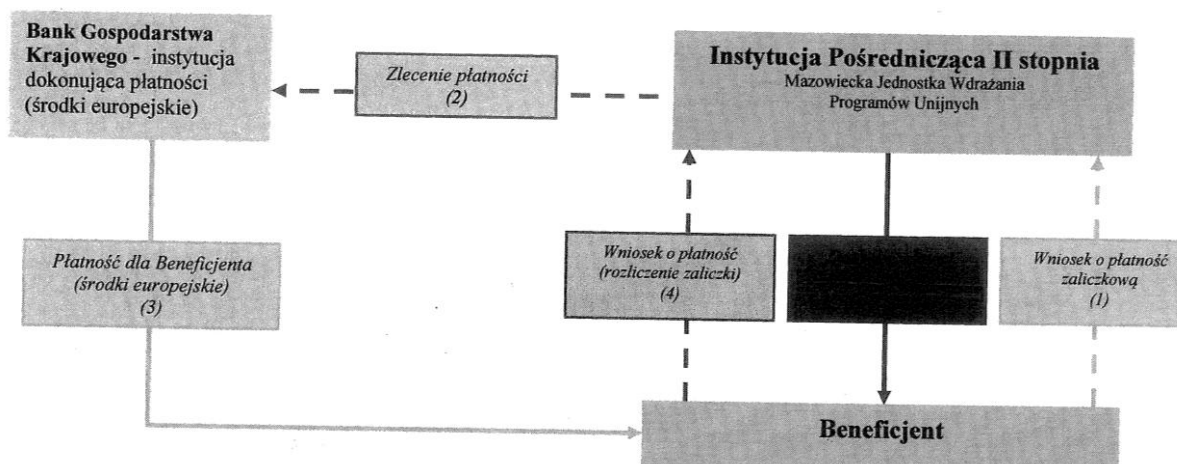 Bank Gospodarstwa
Krajowego - instytucja
dokonująca płatności
(środki europejskie)
Zlecenie płatności
(2)
Instytucja Pośrednicząca II stopnia
Mazowiecka Jednostka Wdrażania
Programów Unijnych
Płatność dla Beneficjenta
(środki europejskie)
(3)
Wniosek o płatność
(rozliczenie zaliczki)
(4)
Wniosek o płatność
zaliczkową
(1)
Beneficjent